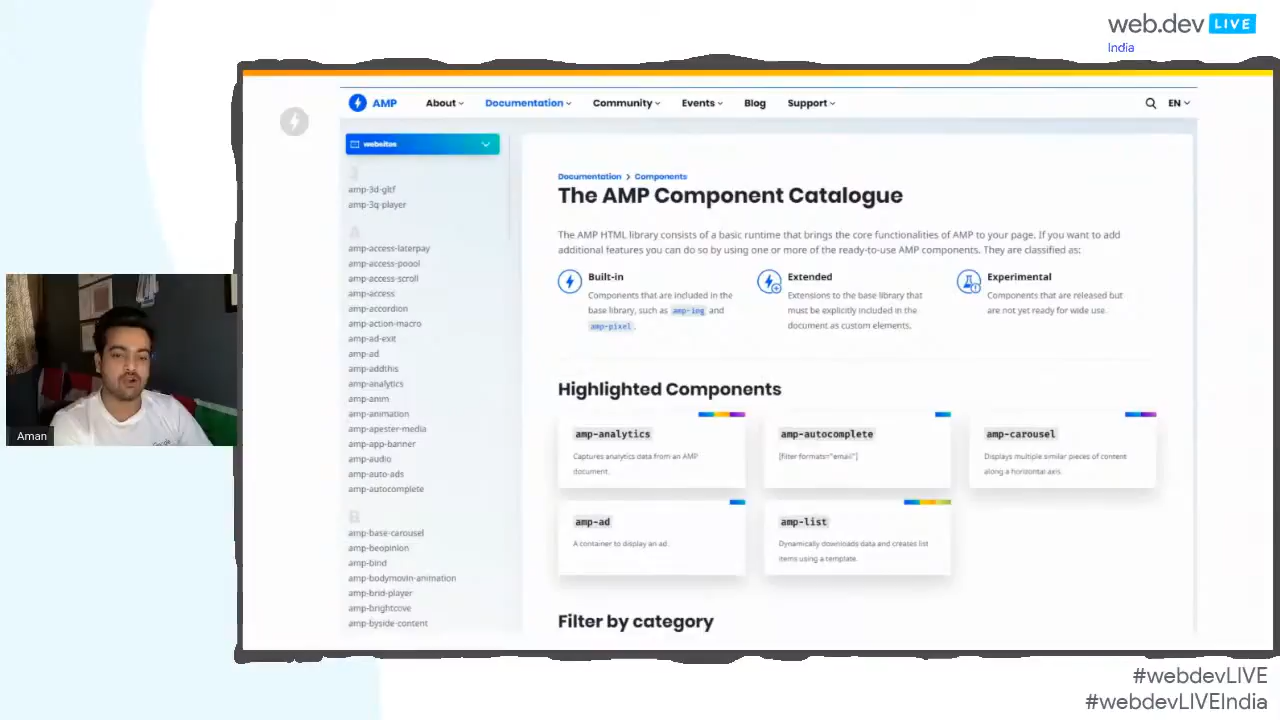 web.dev LIVE
India
AMP
About
Documentation
Community
Events
Blog
Support
EN
websites
amp-3d-gltf
amp-3q-player
A
amp-access-laterpay
amp-access-poool
amp-access-scroll
amp-access
amp-accordion
amp-action-macro
amp-ad-exit
amp-ad
amp-addthis
amp-analytics
amp-anim
amp-animation
amp-apester-media
amp-app-banner
amp-audio
amp-auto-ads
amp-autocomplete
B
amp-base-carousel
amp-beopinion
amp-bind
amp-bodymovin-animation
amp-brid-player
amp-brightcove
amp-byside-content
Documentation > Components
The AMP Component Catalogue
The AMP HTML library consists of a basic runtime that brings the core functionalities of AMP to your page. If you want to add
additional features you can do so by using one or more of the ready-to-use AMP components. They are classified as:
Built-in
Components that are included in the
base library, such as amp-img and
amp-pixel.
Extended
Extensions to the base library that
must be explicitly included in the
document as custom elements.
Experimental
Components that are released but
are not yet ready for wide use.
Highlighted Components
amp-analytics
Captures analytics data from an AMP
document.
amp-autocomplete
[filter formats="email"]
amp-carousel
Displays multiple similar pieces of content
along a horizontal axis.
amp-ad
A container to display an ad.
amp-list
Dynamically downloads data and creates list
items using a template.
Filter by category
Aman
#webdevLIVE
#webdevLIVEIndia